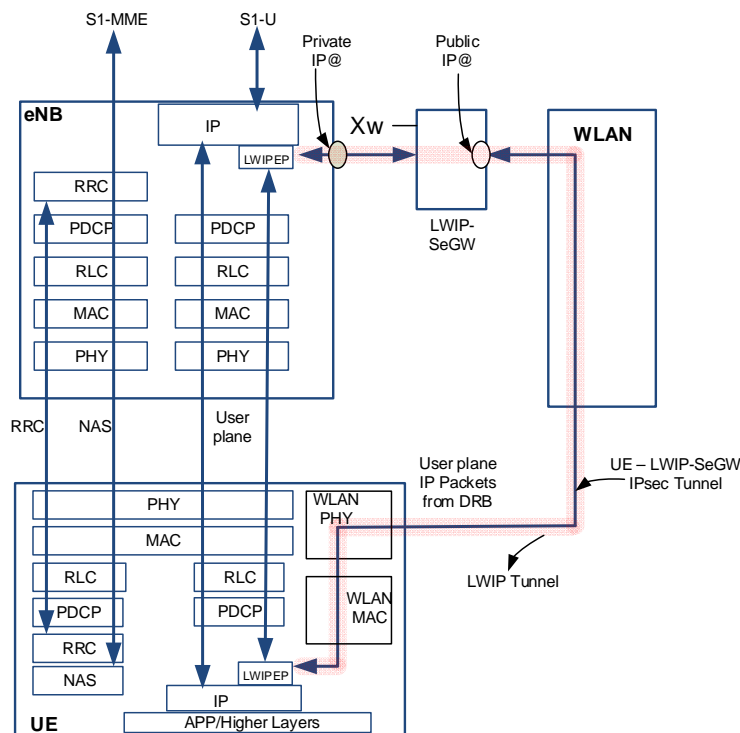 S1-MME
S1-U
Private
IP@
Public
IP@
eNB
IP
Xw
WLAN
LWIPEP
RRC
PDCP
PDCP
LWIP-
SeGW
RLC
RLC
MAC
MAC
PHY
PHY
RRC
NAS
User
plane
User plane
IP Packets
from DRB
UE – LWIP-SeGW
IPsec Tunnel
PHY
WLAN
PHY
MAC
LWIP Tunnel
RLC
RLC
WLAN
MAC
PDCP
PDCP
RRC
NAS
LWIPEP
IP
APP/Higher Layers
UE